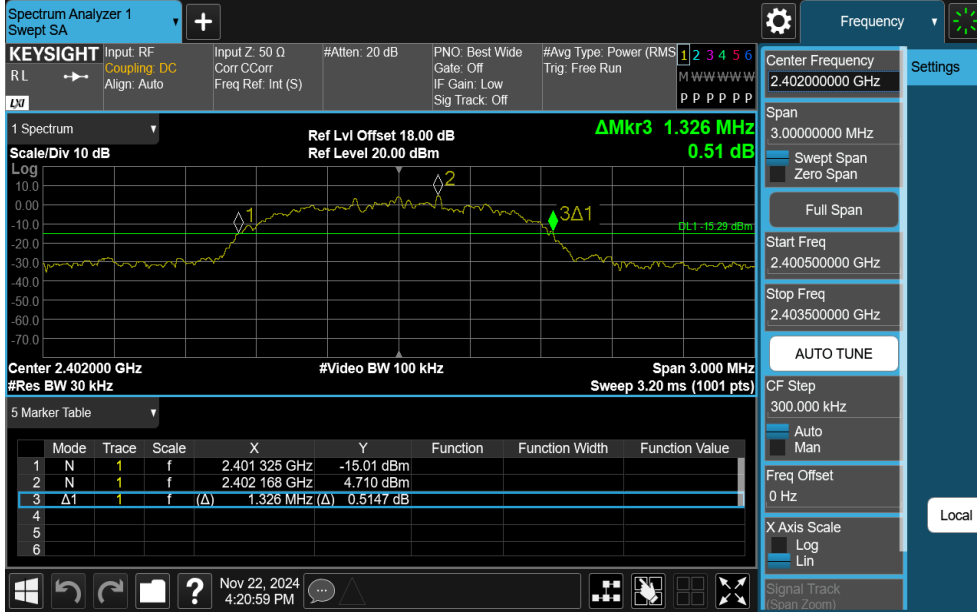 Spectrum Analyzer 1
Swept SA
+
Frequency
KEYSIGHT
RL
LXI
Input: RF
Coupling: DC
Align: Auto
Input Z: 50 Ω
Corr CCorr
Freq Ref: Int (S)
#Atten: 20 dB
PNO: Best Wide
Gate: Off
IF Gain: Low
Sig Track: Off
#Avg Type: Power (RMS
Trig: Free Run
1 2 3 4 5 6
M W W W W W
P P P P P P
Center Frequency
2.402000000 GHz
Settings
Span
3.00000000 MHz
Swept Span
Zero Span
Full Span
Start Freq
2.400500000 GHz
Stop Freq
2.403500000 GHz
AUTO TUNE
CF Step
300.000 kHz
Auto
Man
Freq Offset
0 Hz
X Axis Scale
Log
Lin
Signal Track
(Span Zoom)
Local
1 Spectrum
Scale/Div 10 dB
Ref Lvl Offset 18.00 dB
Ref Level 20.00 dBm
ΔMkr3 1.326 MHz
0.51 dB
Log
10.0
0.00
-10.0
-20.0
-30.0
-40.0
-50.0
-60.0
-70.0
1
2
3Δ1
DL1 -15.29 dBm
Center 2.402000 GHz
#Res BW 30 kHz
#Video BW 100 kHz
Span 3.000 MHz
Sweep 3.20 ms (1001 pts)
5 Marker Table
Mode Trace Scale X Y Function Function Width Function Value
1 N 1 f 2.401 325 GHz -15.01 dBm
2 N 1 f 2.402 168 GHz 4.710 dBm
3 Δ1 1 f (Δ) 1.326 MHz (Δ) 0.5147 dB
4
5
6
?
Nov 22, 2024
4:20:59 PM